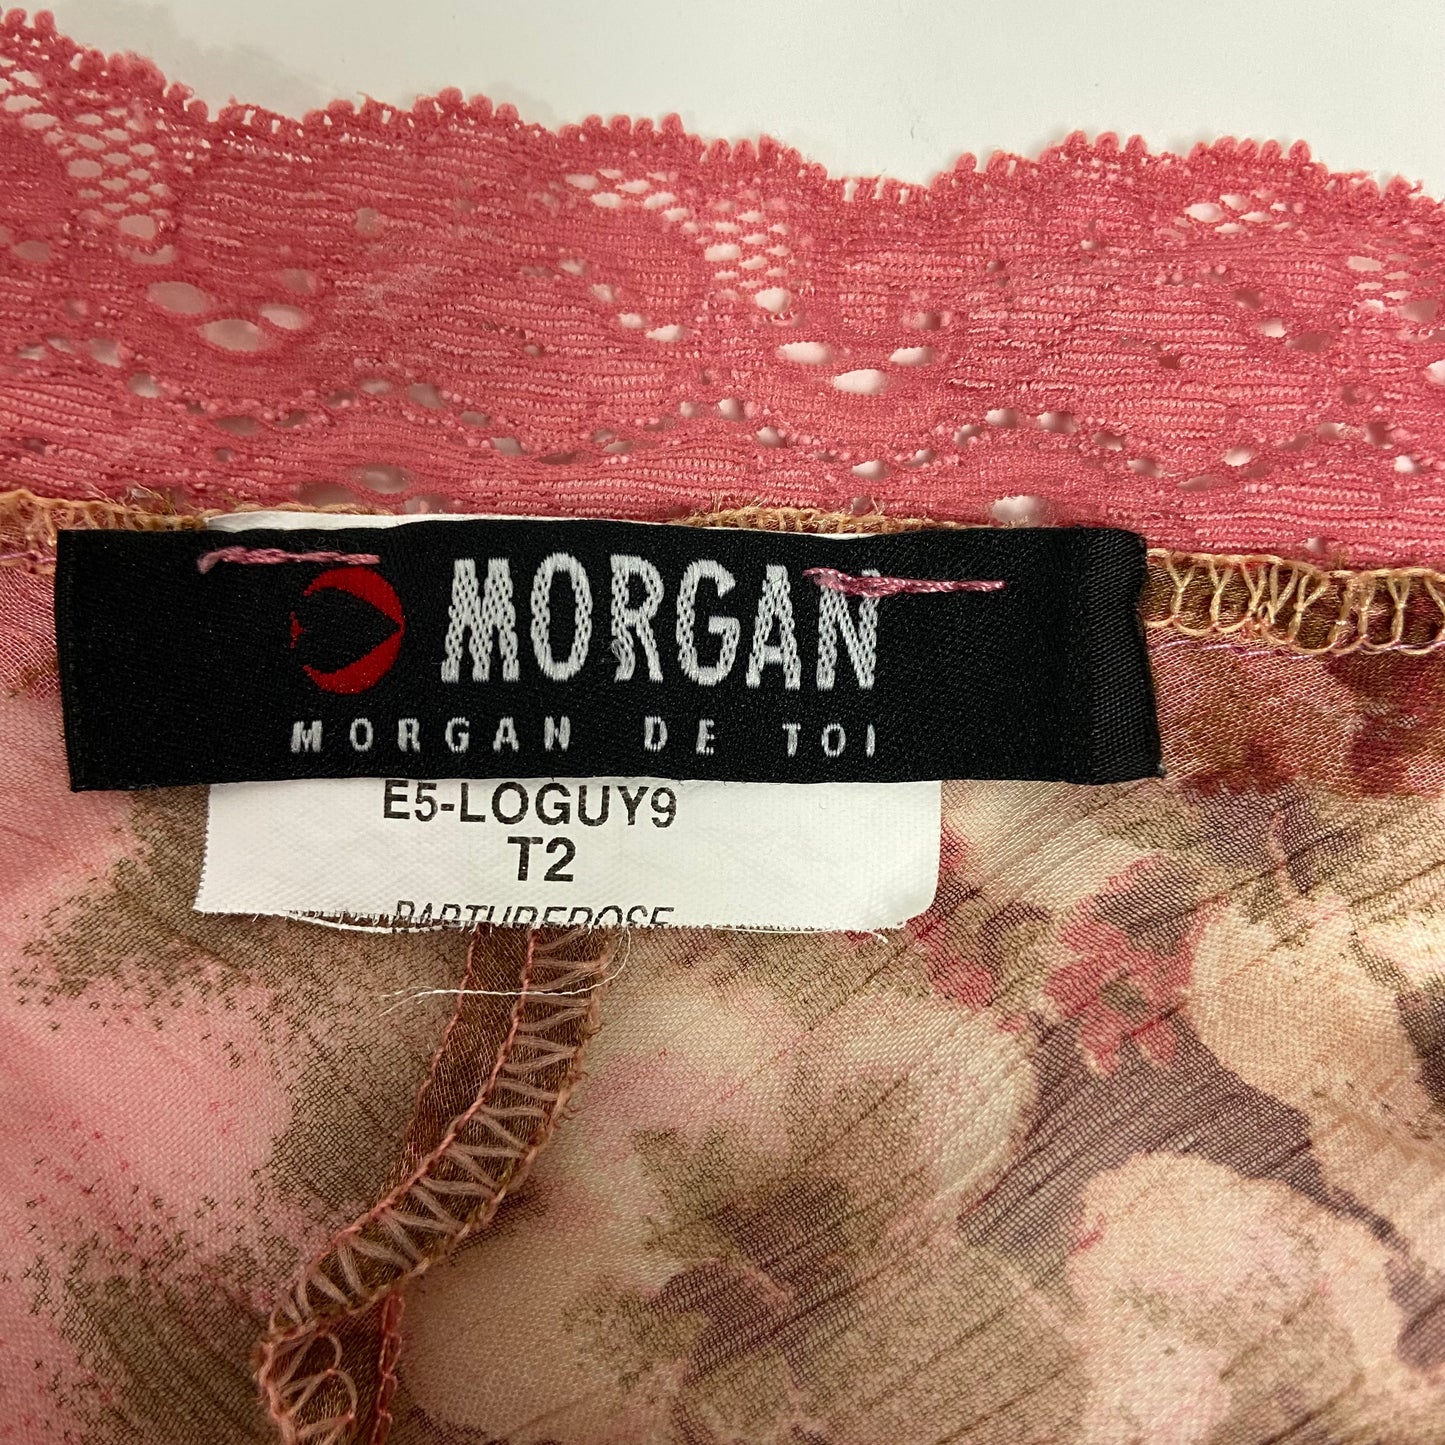 MORGAN
MORGAN DE TOI
E5-LOGUY9
T2